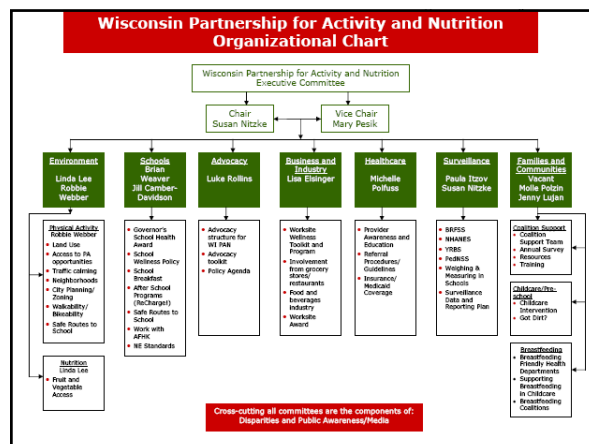 Wisconsin Partnership for Activity and Nutrition
Organizational Chart
Wisconsin Partnership for Activity and Nutrition
Executive Committee
Chair
Susan Nitzke
Vice Chair
Mary Pesik
Environment
Linda Lee
Robbie
Webber
Schools
Brian
Weaver
Jill Camber-
Davidson
Advocacy
Luke Rollins
Business and
Industry
Lisa Elsinger
Healthcare
Michelle
Polfuss
Surveillance
Paula Itzov
Susan Nitzke
Families and
Communities
Vacant
Molle Polzin
Jenny Lujan
Physical Activity
Robbie Webber
• Land Use
• Access to PA
opportunities
• Traffic calming
• Neighborhoods
• City Planning/
Zoning
• Walkability/
Bikeability
• Safe Routes to
School
Nutrition
Linda Lee
• Fruit and
Vegetable
Access
• Governor's
School Health
Award
• School
Wellness Policy
• School
Breakfast
• After School
Programs
(ReCharge!)
• Safe Routes to
School
• Work with
AFHK
• NE Standards
• Advocacy
structure for
WI PAN
• Advocacy
toolkit
• Policy Agenda
• Worksite
Wellness
Toolkit and
Program
• Involvement
from grocery
stores/
restaurants
• Food and
beverages
industry
• Worksite
Award
• Provider
Awareness and
Education
• Referral
Procedures/
Guidelines
• Insurance/
Medicaid
Coverage
• BRFSS
• NHANES
• YRBS
• PedNSS
• Weighing &
Measuring in
Schools
• Surveillance
Data and
Reporting Plan
Coalition Support
• Coalition
Support Team
• Annual Survey
• Resources
• Training
Childcare/Pre-
school
• Childcare
Intervention
• Got Dirt?
Breastfeeding
• Breastfeeding
Friendly Health
Departments
• Supporting
Breastfeeding
in Childcare
• Breastfeeding
Coalitions
Cross-cutting all committees are the components of:
Disparities and Public Awareness/Media